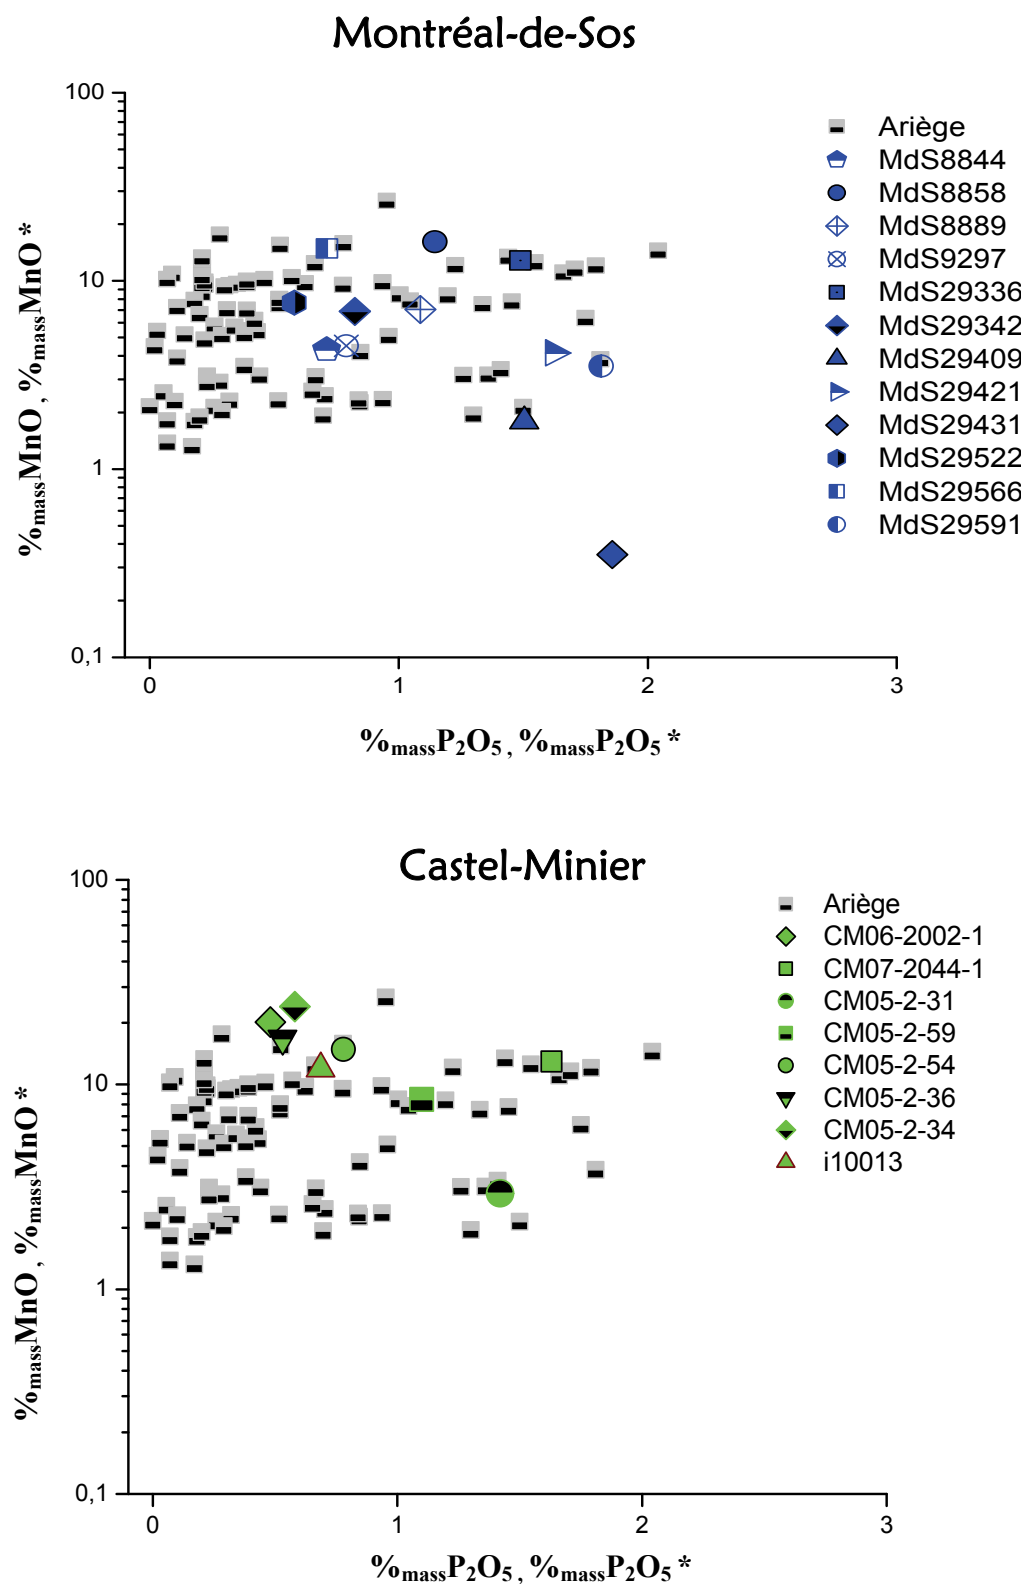 Montréal-de-Sos
100
10
1
0,1
0
1
2
3
%massMnO, %massMnO*
%massP₂O₅, %massP₂O₅*
Ariège
MdS8844
MdS8858
MdS8889
MdS9297
MdS29336
MdS29342
MdS29409
MdS29421
MdS29431
MdS29522
MdS29566
MdS29591
Castel-Minier
100
10
1
0,1
0
1
2
3
%massMnO, %massMnO*
%massP₂O₅, %massP₂O₅*
Ariège
CM06-2002-1
CM07-2044-1
CM05-2-31
CM05-2-59
CM05-2-54
CM05-2-36
CM05-2-34
i10013